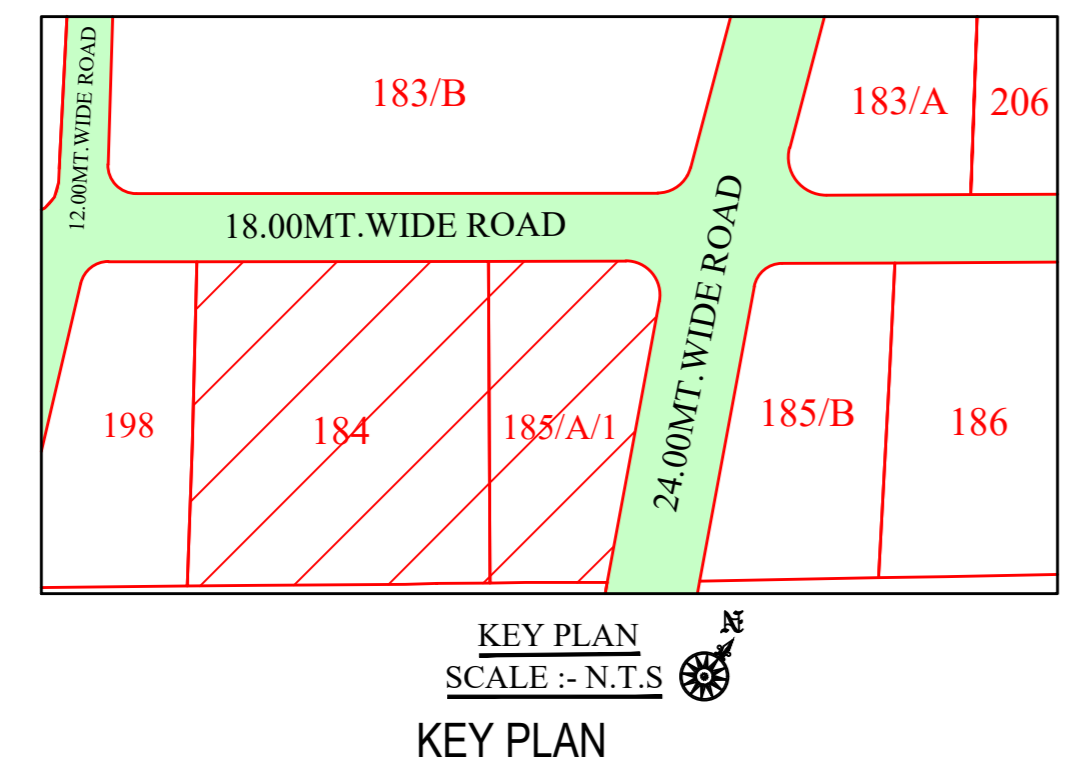 12.00MT.WIDE ROAD
183/B
183/A
206
18.00MT.WIDE ROAD
24.00MT.WIDE ROAD
198
184
185/A/1
185/B
186
KEY PLAN
SCALE :- N.T.S
N
KEY PLAN